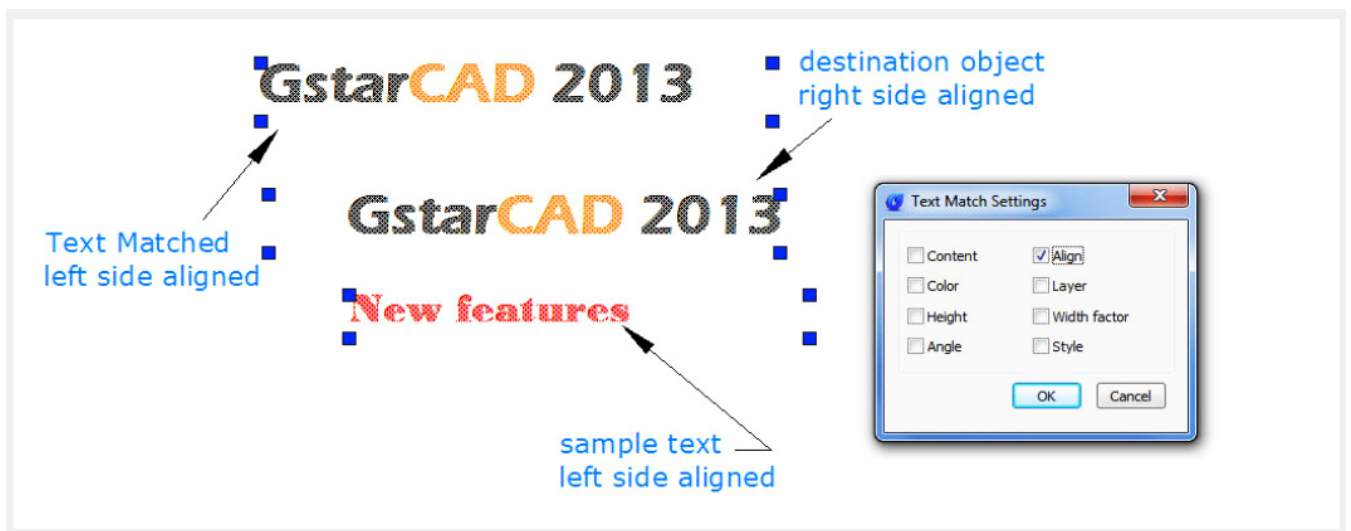 GstarCAD 2013
destination object
right side aligned
GstarCAD 2013
Text Matched
left side aligned
New features
sample text
left side aligned
Text Match Settings
Content
Align
Color
Layer
Height
Width factor
Angle
Style
OK
Cancel